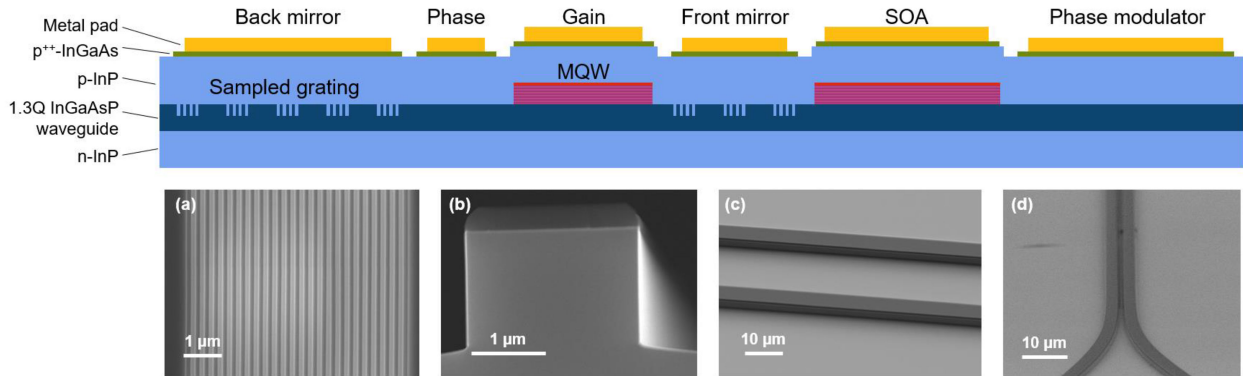 Back mirror
Phase
Gain
Front mirror
SOA
Phase modulator
Metal pad
p⁺⁺-InGaAs
p-InP
MQW
Sampled grating
1.3Q InGaAsP
waveguide
n-InP
(a)
1 µm
(b)
1 µm
(c)
10 µm
(d)
10 µm